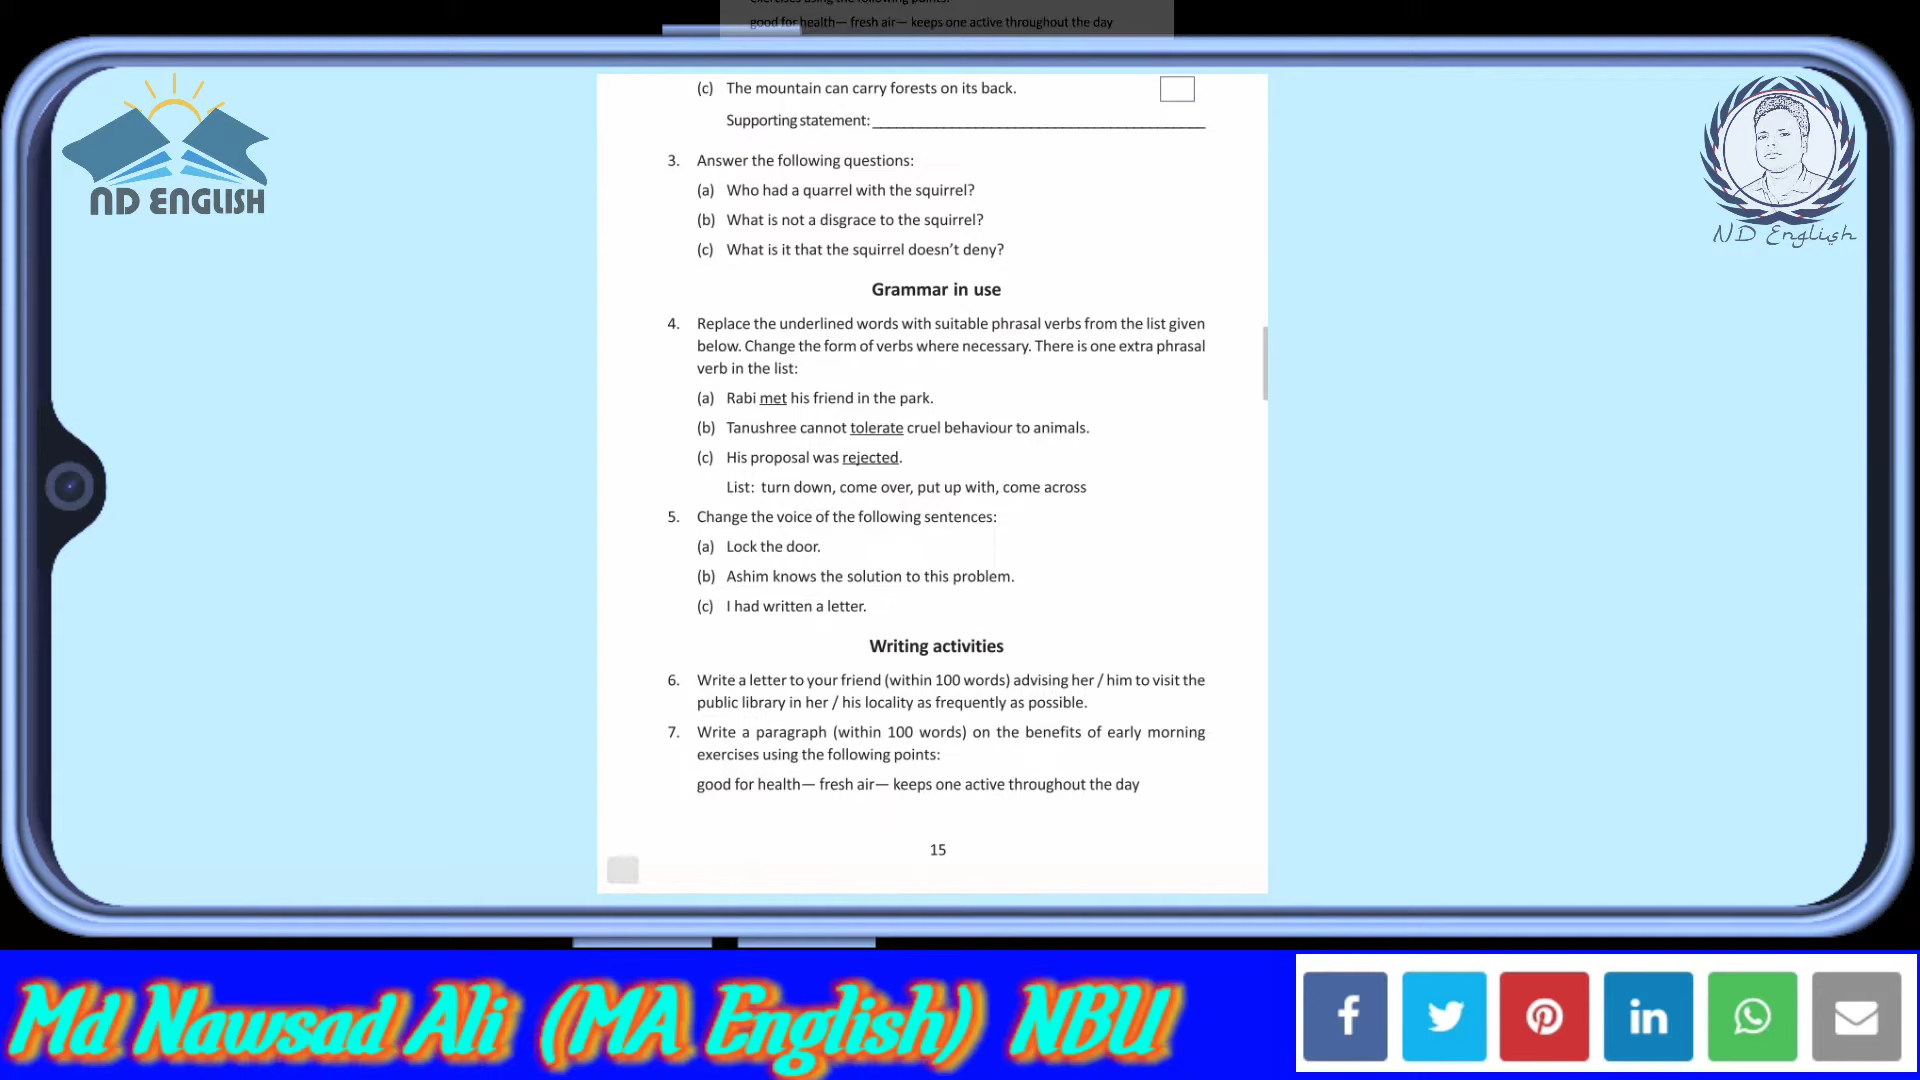 exercises using the following points:
good for health— fresh air— keeps one active throughout the day
ND ENGLISH
ND English
(c) The mountain can carry forests on its back.
Supporting statement:
3. Answer the following questions:
(a) Who had a quarrel with the squirrel?
(b) What is not a disgrace to the squirrel?
(c) What is it that the squirrel doesn't deny?
Grammar in use
4. Replace the underlined words with suitable phrasal verbs from the list given
below. Change the form of verbs where necessary. There is one extra phrasal
verb in the list:
(a) Rabi met his friend in the park.
(b) Tanushree cannot tolerate cruel behaviour to animals.
(c) His proposal was rejected.
List: turn down, come over, put up with, come across
5. Change the voice of the following sentences:
(a) Lock the door.
(b) Ashim knows the solution to this problem.
(c) I had written a letter.
Writing activities
6. Write a letter to your friend (within 100 words) advising her / him to visit the
public library in her / his locality as frequently as possible.
7. Write a paragraph (within 100 words) on the benefits of early morning
exercises using the following points:
good for health— fresh air— keeps one active throughout the day
15
Md Nawsad Ali (MA English) NBU